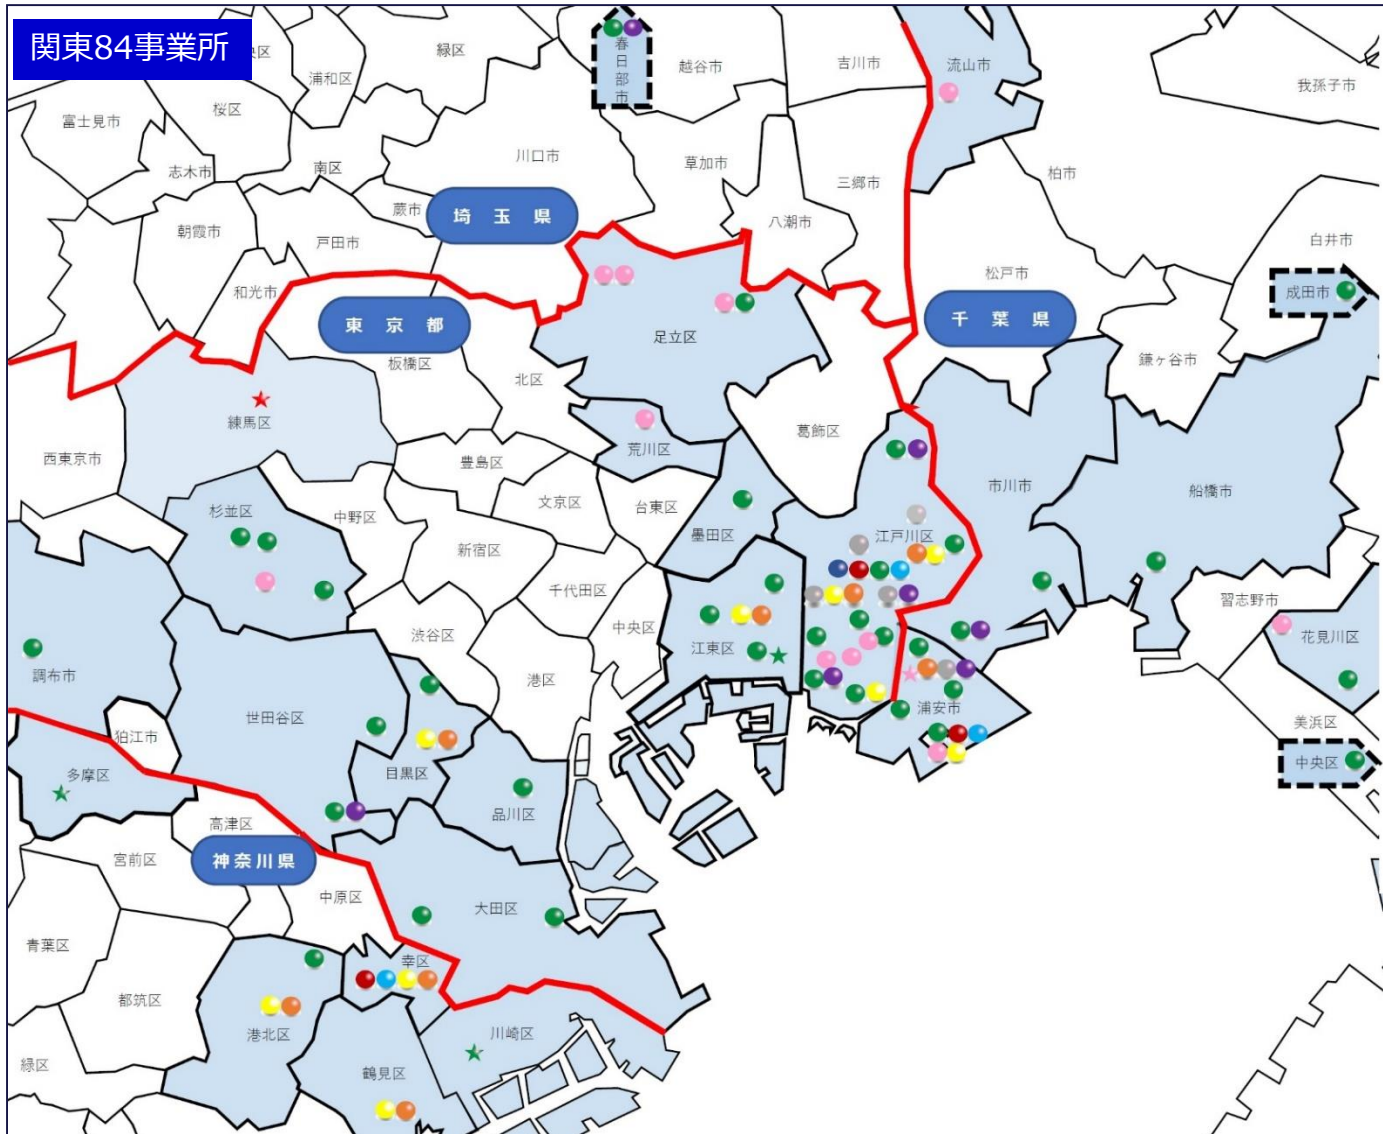 関東84事業所
央区
緑区
浦和区
桜区
富士見市
志木市
南区
川口市
越谷市
吉川市
流山市
我孫子市
春日部市
草加市
三郷市
柏市
蕨市
埼玉県
八潮市
朝霞市
戸田市
白井市
和光市
松戸市
成田市
東京都
千葉県
足立区
板橋区
北区
鎌ヶ谷市
練馬区
荒川区
葛飾区
西東京市
豊島区
文京区
台東区
市川市
船橋市
杉並区
中野区
新宿区
墨田区
江戸川区
千代田区
習志野市
渋谷区
中央区
江東区
花見川区
調布市
港区
世田谷区
浦安市
美浜区
狛江市
目黒区
中央区
多摩区
品川区
高津区
神奈川県
宮前区
中原区
大田区
青葉区
幸区
都筑区
港北区
川崎区
緑区
鶴見区